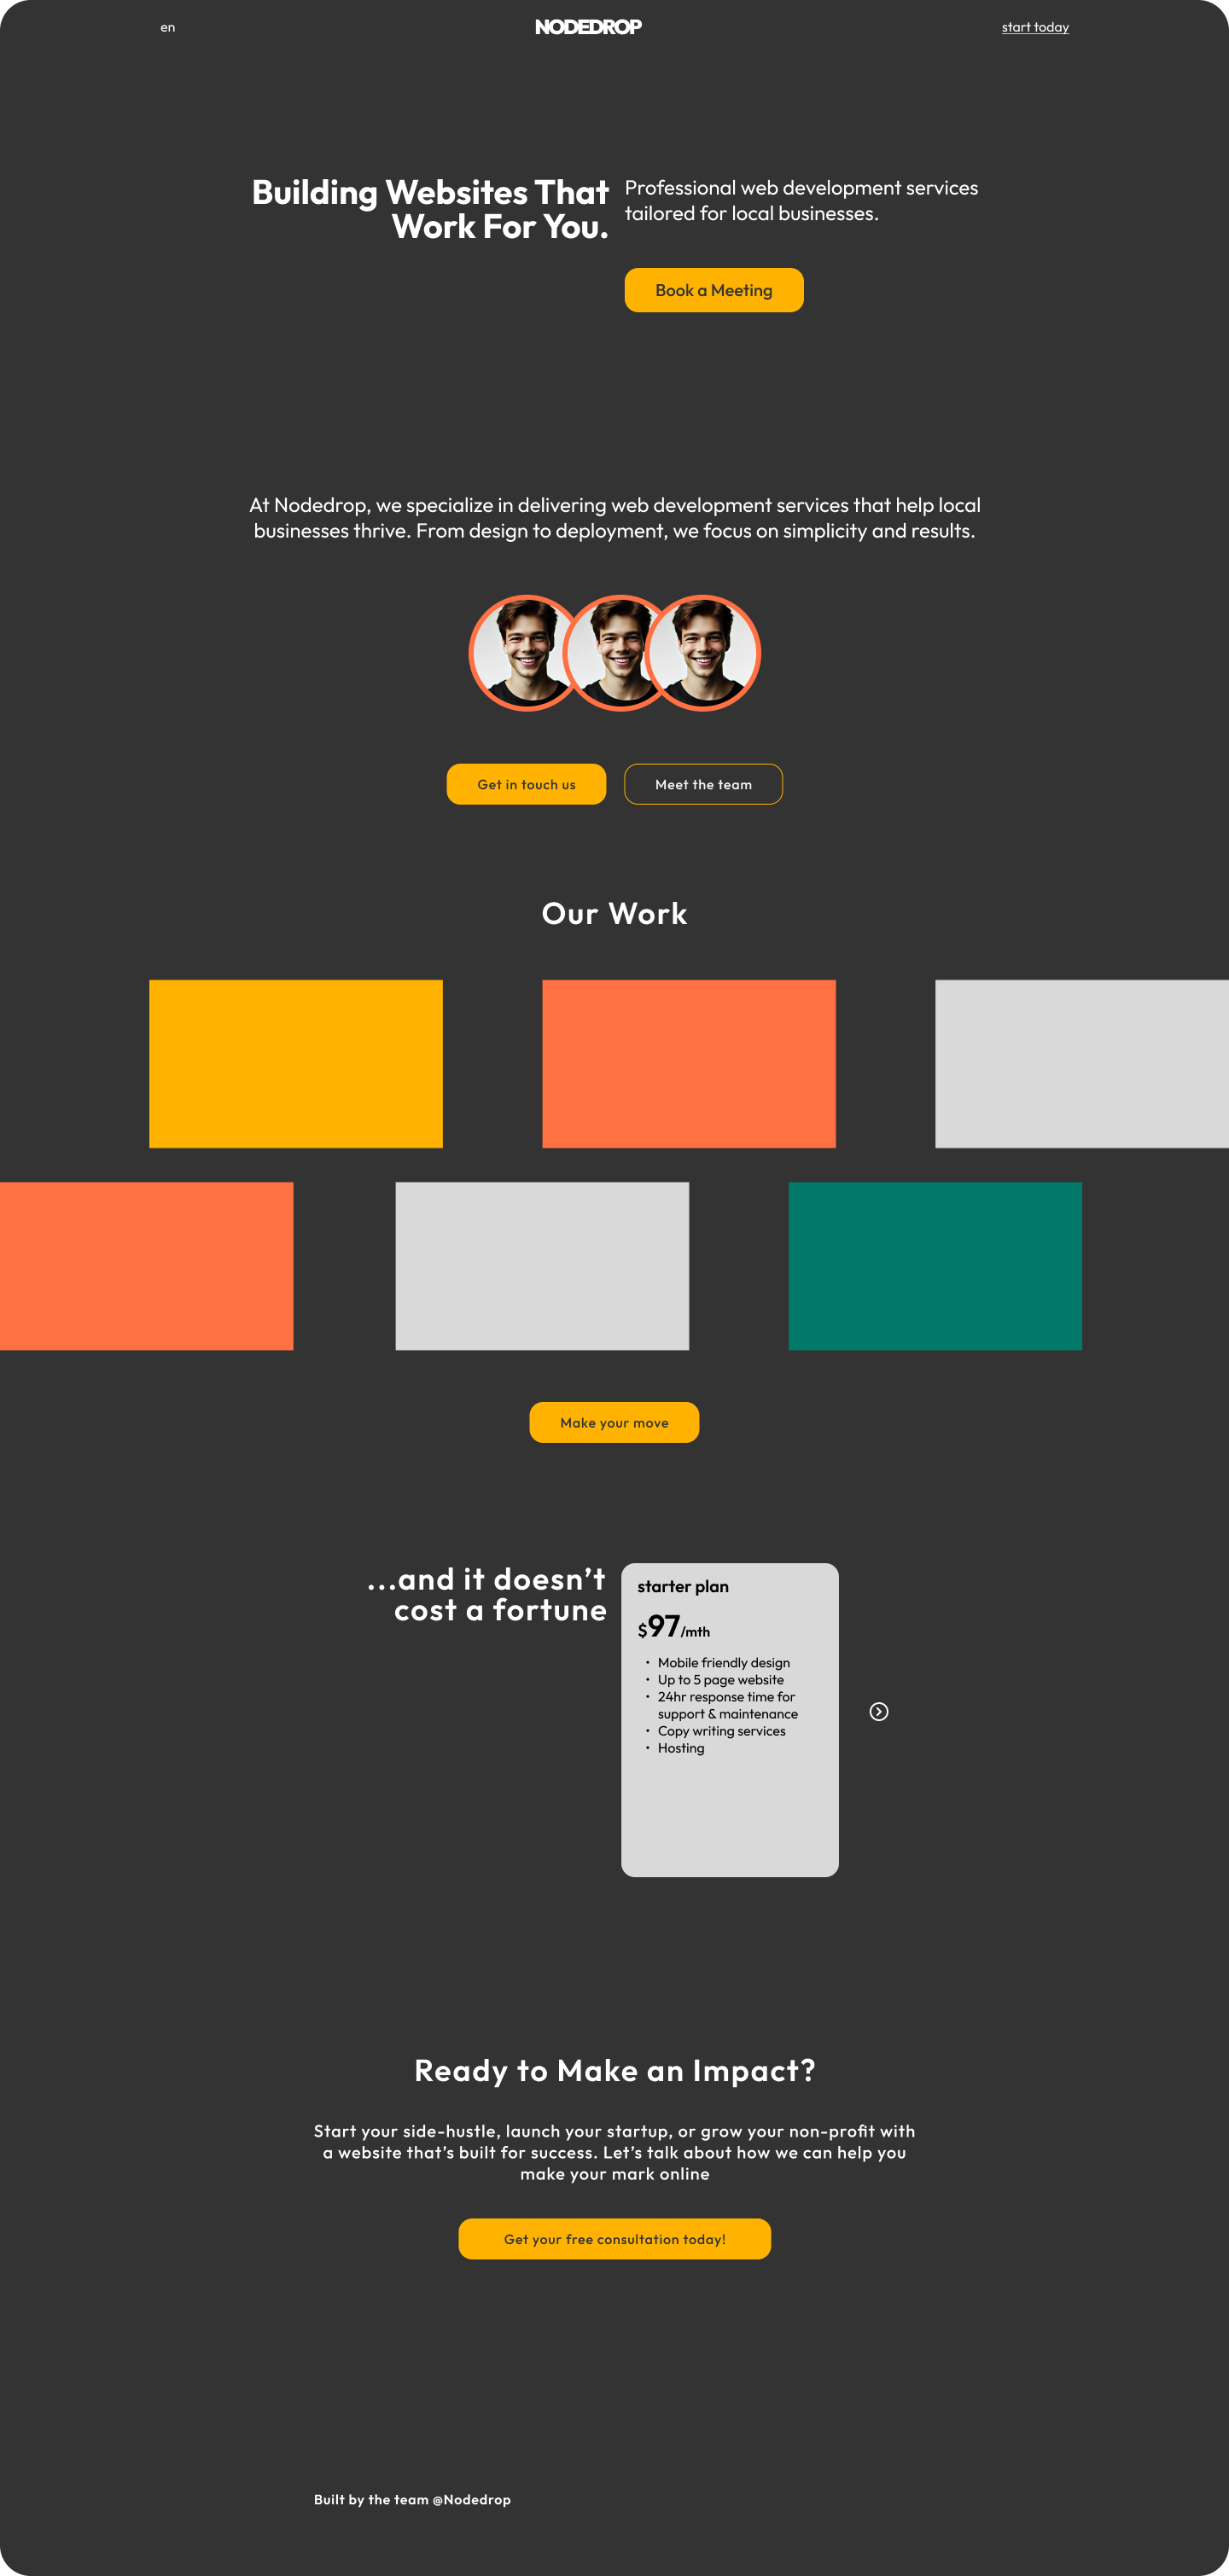 en
NODEDROP
start today
Building Websites That
Work For You.
Professional web development services
tailored for local businesses.
Book a Meeting
At Nodedrop, we specialize in delivering web development services that help local
businesses thrive. From design to deployment, we focus on simplicity and results.
Get in touch us
Meet the team
Our Work
Make your move
...and it doesn’t
cost a fortune
starter plan
$97/mth
• Mobile friendly design
• Up to 5 page website
• 24hr response time for
support & maintenance
• Copy writing services
• Hosting
Ready to Make an Impact?
Start your side-hustle, launch your startup, or grow your non-profit with
a website that’s built for success. Let’s talk about how we can help you
make your mark online
Get your free consultation today!
Built by the team @Nodedrop